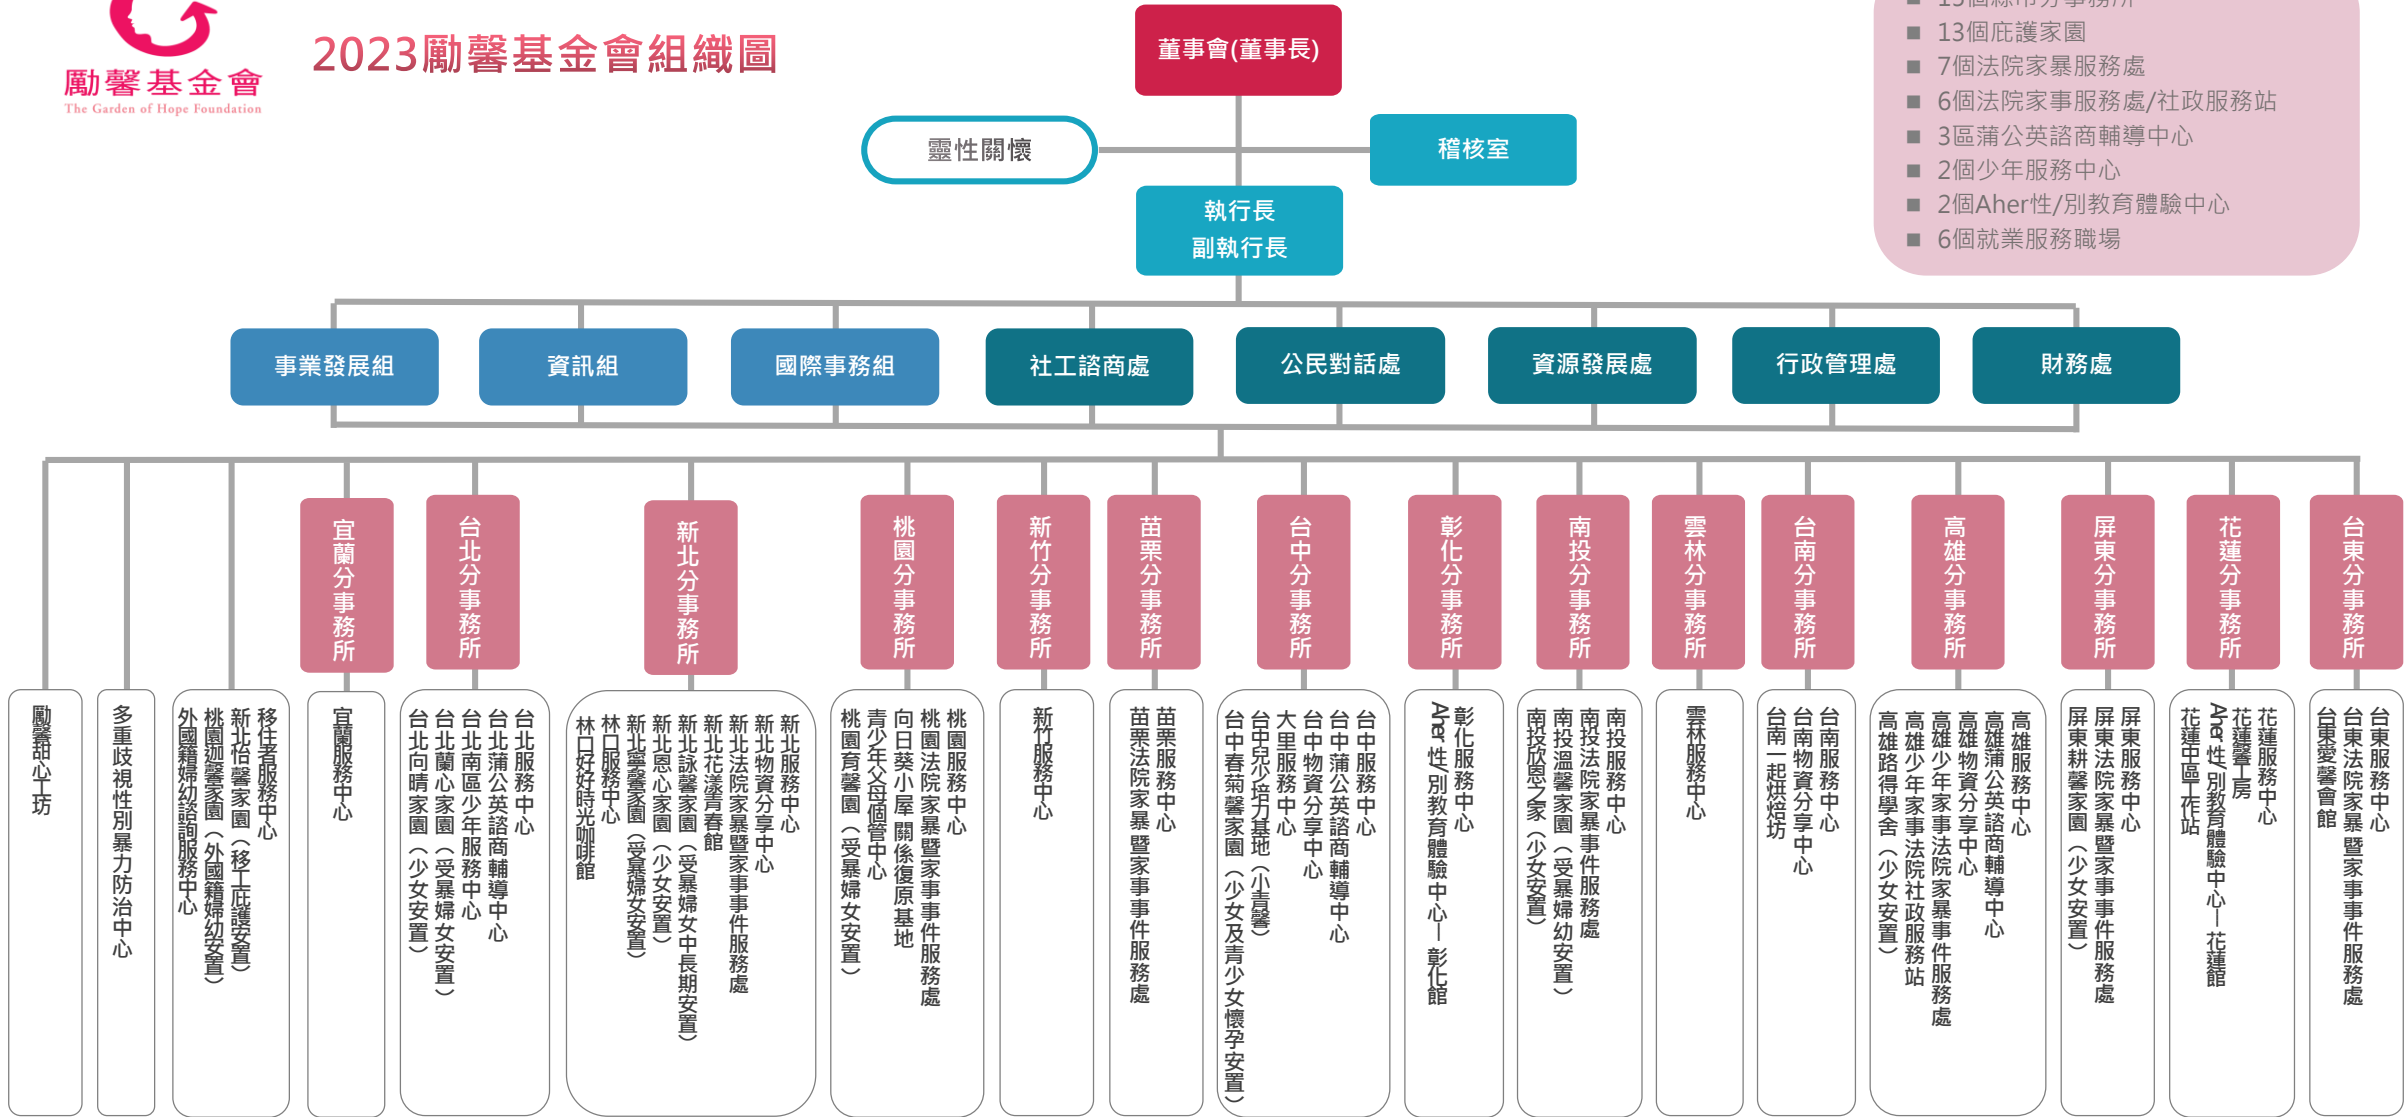 勵馨基金會
The Garden of Hope Foundation
2023勵馨基金會組織圖
13個庇護家園
7個法院家暴服務處
6個法院家事服務處/社政服務站
3區蒲公英諮商輔導中心
2個少年服務中心
2個Aher性/別教育體驗中心
6個就業服務職場
董事會(董事長)
靈性關懷
稽核室
執行長
副執行長
事業發展組
資訊組
國際事務組
社工諮商處
公民對話處
資源發展處
行政管理處
財務處
宜蘭分事務所
台北分事務所
新北分事務所
桃園分事務所
新竹分事務所
苗栗分事務所
台中分事務所
彰化分事務所
南投分事務所
雲林分事務所
台南分事務所
高雄分事務所
屏東分事務所
花蓮分事務所
台東分事務所
勵馨甜心工坊
多重歧視性別暴力防治中心
移住者服務中心
新北怡馨家園（移工庇護安置）
桃園迦馨家園（外國籍婦幼安置）
外國籍婦幼諮詢服務中心
宜蘭服務中心
台北服務中心
台北蒲公英諮商輔導中心
台北南區少年服務中心
台北蘭心家園（受暴婦女安置）
台北向晴家園（少女安置）
新北服務中心
新北物資分享中心
新北法院家暴暨家事事件服務處
新北花漾青春館
新北詠馨家園（受暴婦女中長期安置）
新北恩心家園（少女安置）
新北寧馨家園（受暴婦女安置）
林口服務中心
林口好好時光咖啡館
桃園服務中心
桃園法院家暴暨家事事件服務處
向日葵小屋 關係復原基地
青少年父母個管中心
桃園育馨園（受暴婦女安置）
新竹服務中心
苗栗服務中心
苗栗法院家暴暨家事事件服務處
台中服務中心
台中蒲公英諮商輔導中心
台中物資分享中心
大里服務中心
台中兒少培力基地（小青馨）
台中春菊馨家園（少女及青少女懷孕安置）
彰化服務中心
Aher 性/別教育體驗中心－彰化館
南投服務中心
南投法院家暴事件服務處
南投溫馨家園（受暴婦幼安置）
南投欣恩之家（少女安置）
雲林服務中心
台南服務中心
台南物資分享中心
台南一起烘焙坊
高雄服務中心
高雄蒲公英諮商輔導中心
高雄物資分享中心
高雄少年家事法院家暴事件服務處
高雄少年家事法院社政服務站
高雄路得學舍（少女安置）
屏東服務中心
屏東法院家暴暨家事事件服務處
屏東耕馨家園（少女安置）
花蓮服務中心
花蓮馨工房
Aher 性/別教育體驗中心－花蓮館
花蓮中區工作站
台東服務中心
台東法院家暴暨家事事件服務處
台東愛馨會館